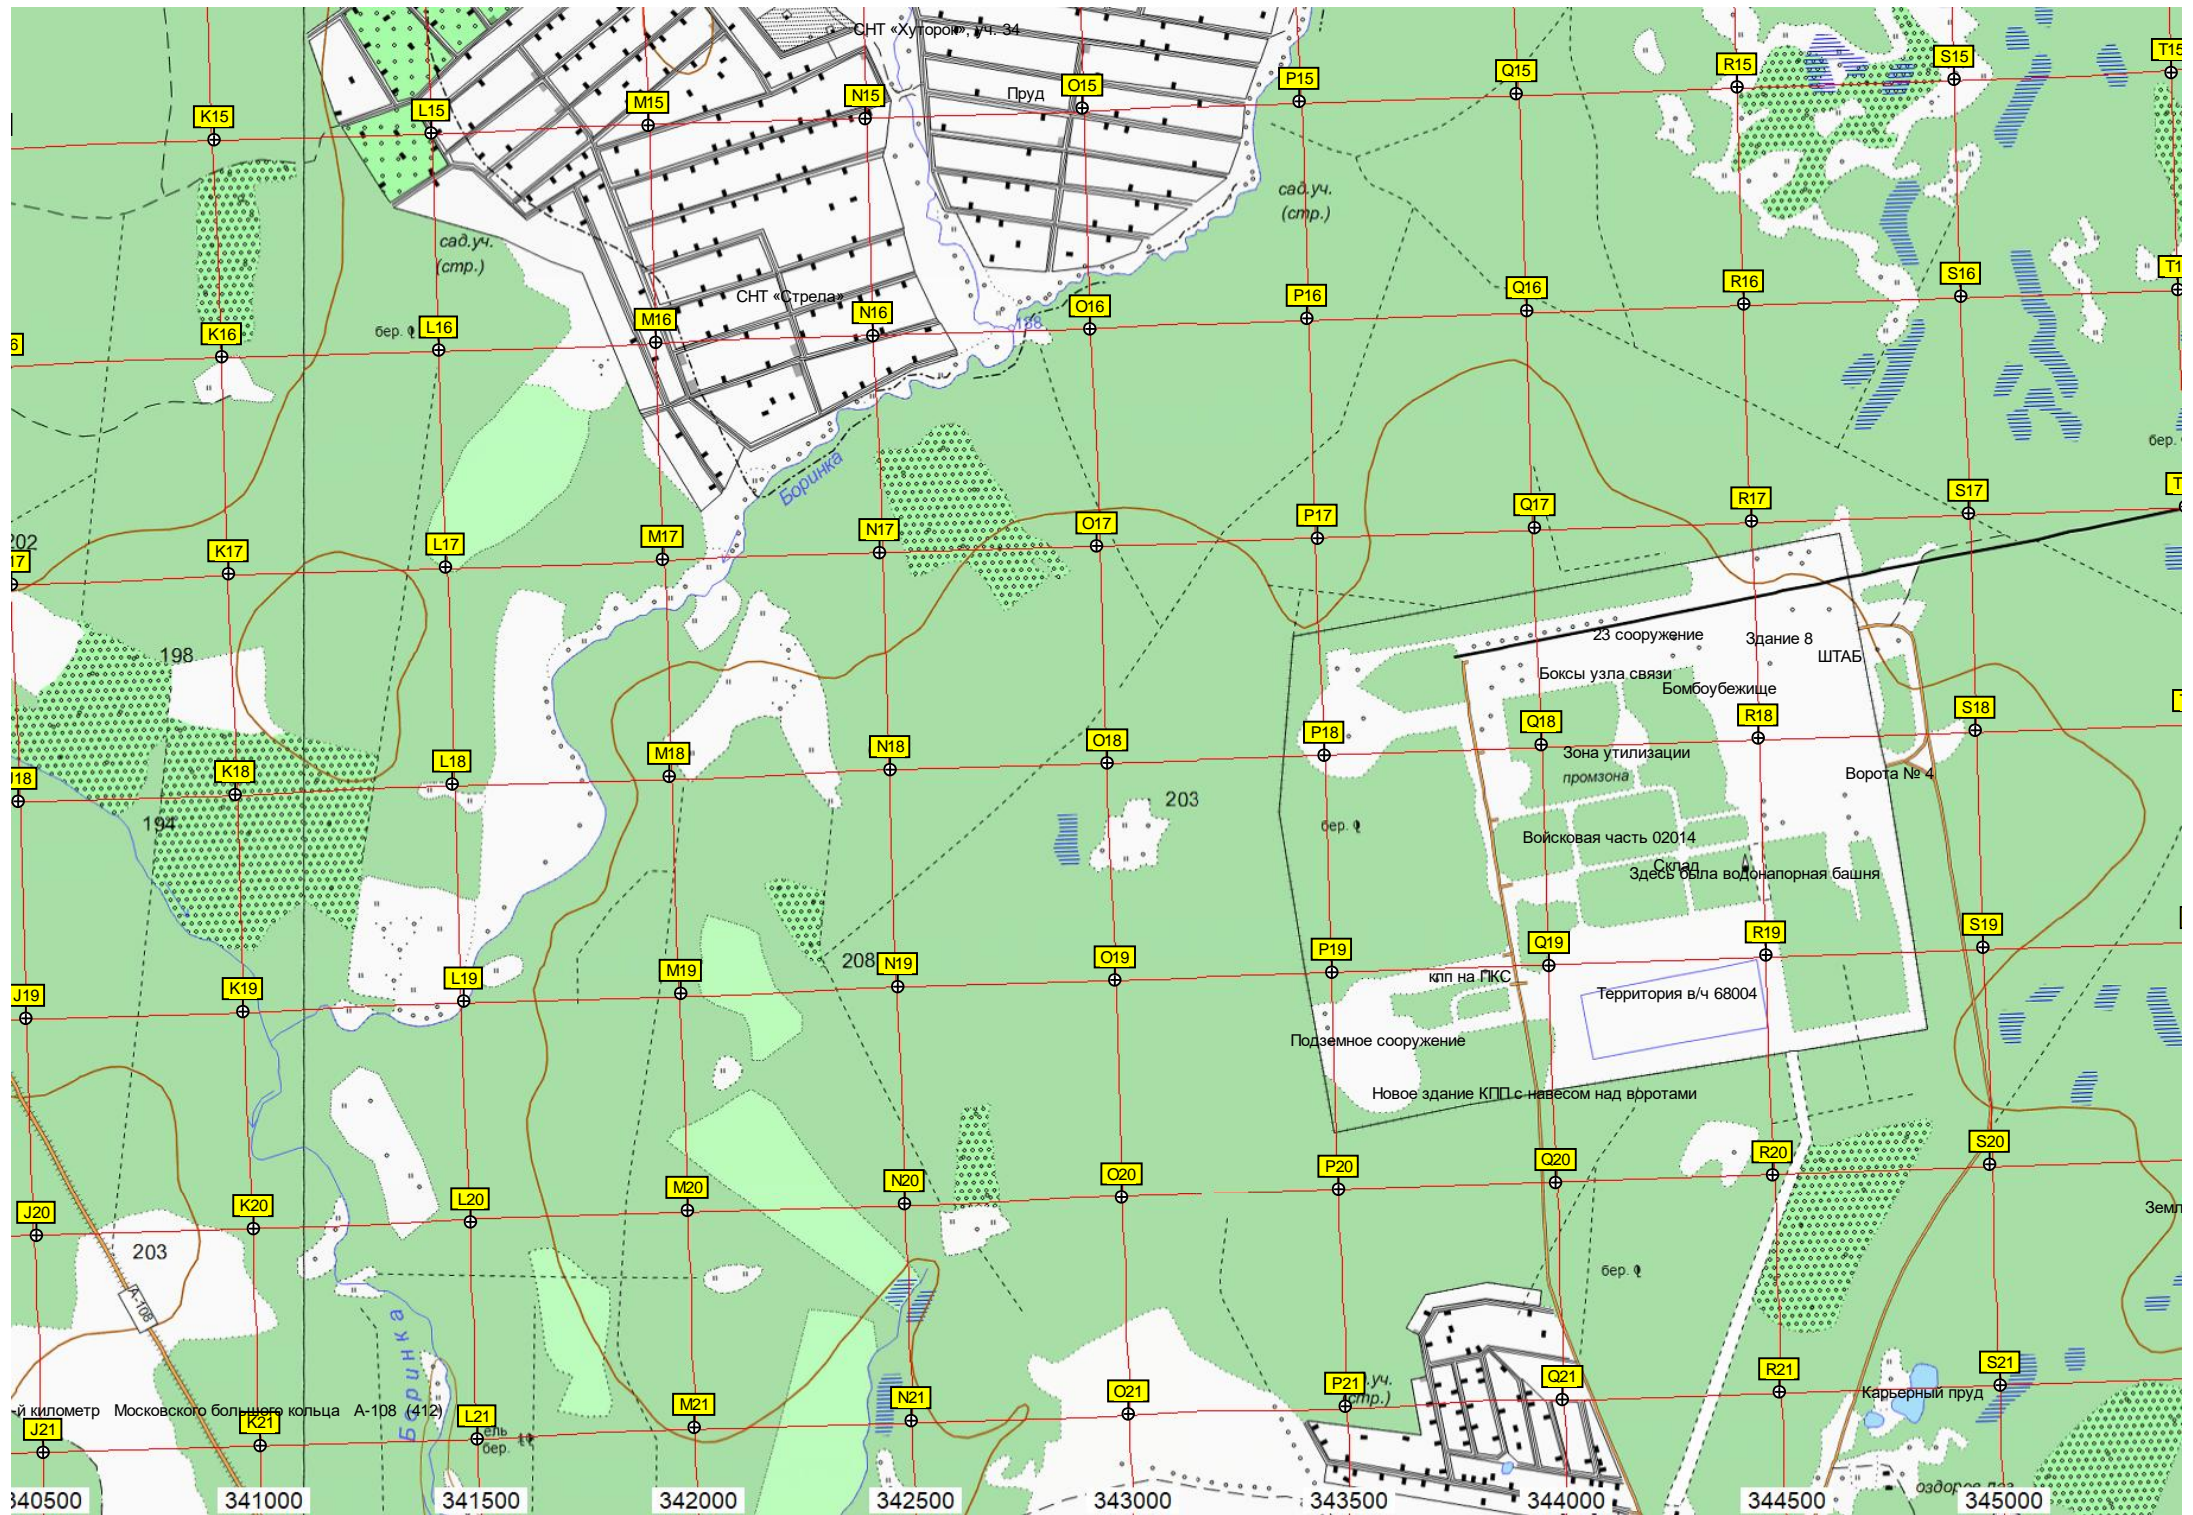 СНТ «Хуторок», уч. 34
K15
L15
M15
N15
Пруд
O15
P15
Q15
R15
S15
T15
сад.уч.
(стр.)
сад.уч.
(стр.)
СНТ «Стрела»
188
бер.
K16
L16
M16
N16
O16
P16
Q16
R16
S16
Боринка
бер.
202
K17
L17
M17
N17
O17
P17
Q17
R17
S17
198
23 сооружение
Здание 8
ШТАБ
Боксы узла связи
Бомбоубежище
J18
K18
L18
M18
N18
O18
P18
Q18
R18
S18
Зона утилизации
промзона
Ворота № 4
194
203
бер.
Войсковая часть 02014
Склад
Здесь была водонапорная башня
208
J19
K19
L19
M19
N19
O19
P19
Q19
R19
S19
кпп на ПКС
Территория в/ч 68004
Подземное сооружение
Новое здание КПП с навесом над воротами
J20
K20
L20
M20
N20
O20
P20
Q20
R20
S20
Земл
203
А-108
бер.
Боринка
-й километр Московского большого кольца А-108 (412)
J21
K21
L21
M21
N21
O21
P21
Q21
R21
S21
.уч.
(стр.)
Карьерный пруд
ель
бер.
340500
341000
341500
342000
342500
343000
343500
344000
344500
345000